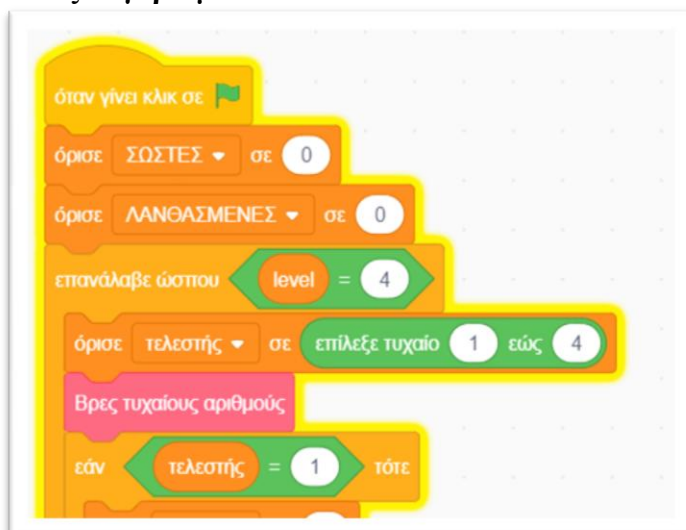 όταν γίνει κλικ σε
όρισε ΣΩΣΤΕΣ σε 0
όρισε ΛΑΝΘΑΣΜΕΝΕΣ σε 0
επανάλαβε ώσπου level = 4
όρισε τελεστής σε επίλεξε τυχαίο 1 εώς 4
Βρες τυχαίους αριθμούς
εάν τελεστής = 1 τότε